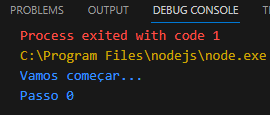 PROBLEMS OUTPUT DEBUG CONSOLE
Process exited with code 1
C:\Program Files\nodejs\node.exe
Vamos começar...
Passo 0